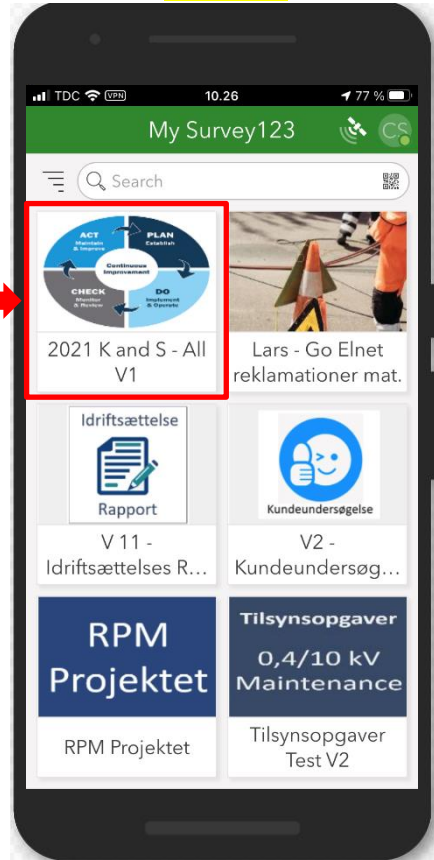 TDC VPN 10.26 77 %
My Survey123 CS
Search
ACT
Maintain
& Improve
PLAN
Establish
Continuous
Improvement
CHECK
Monitor
& Review
DO
Implement
& Operate
2021 K and S - All
V1
Lars - Go Elnet
reklamationer mat.
Idriftsættelse
Rapport
V 11 -
Idriftsættelses R...
Kundeundersøgelse
V2 -
Kundeundersøg...
RPM
Projektet
RPM Projektet
Tilsynsopgaver
0,4/10 kV
Maintenance
Tilsynsopgaver
Test V2